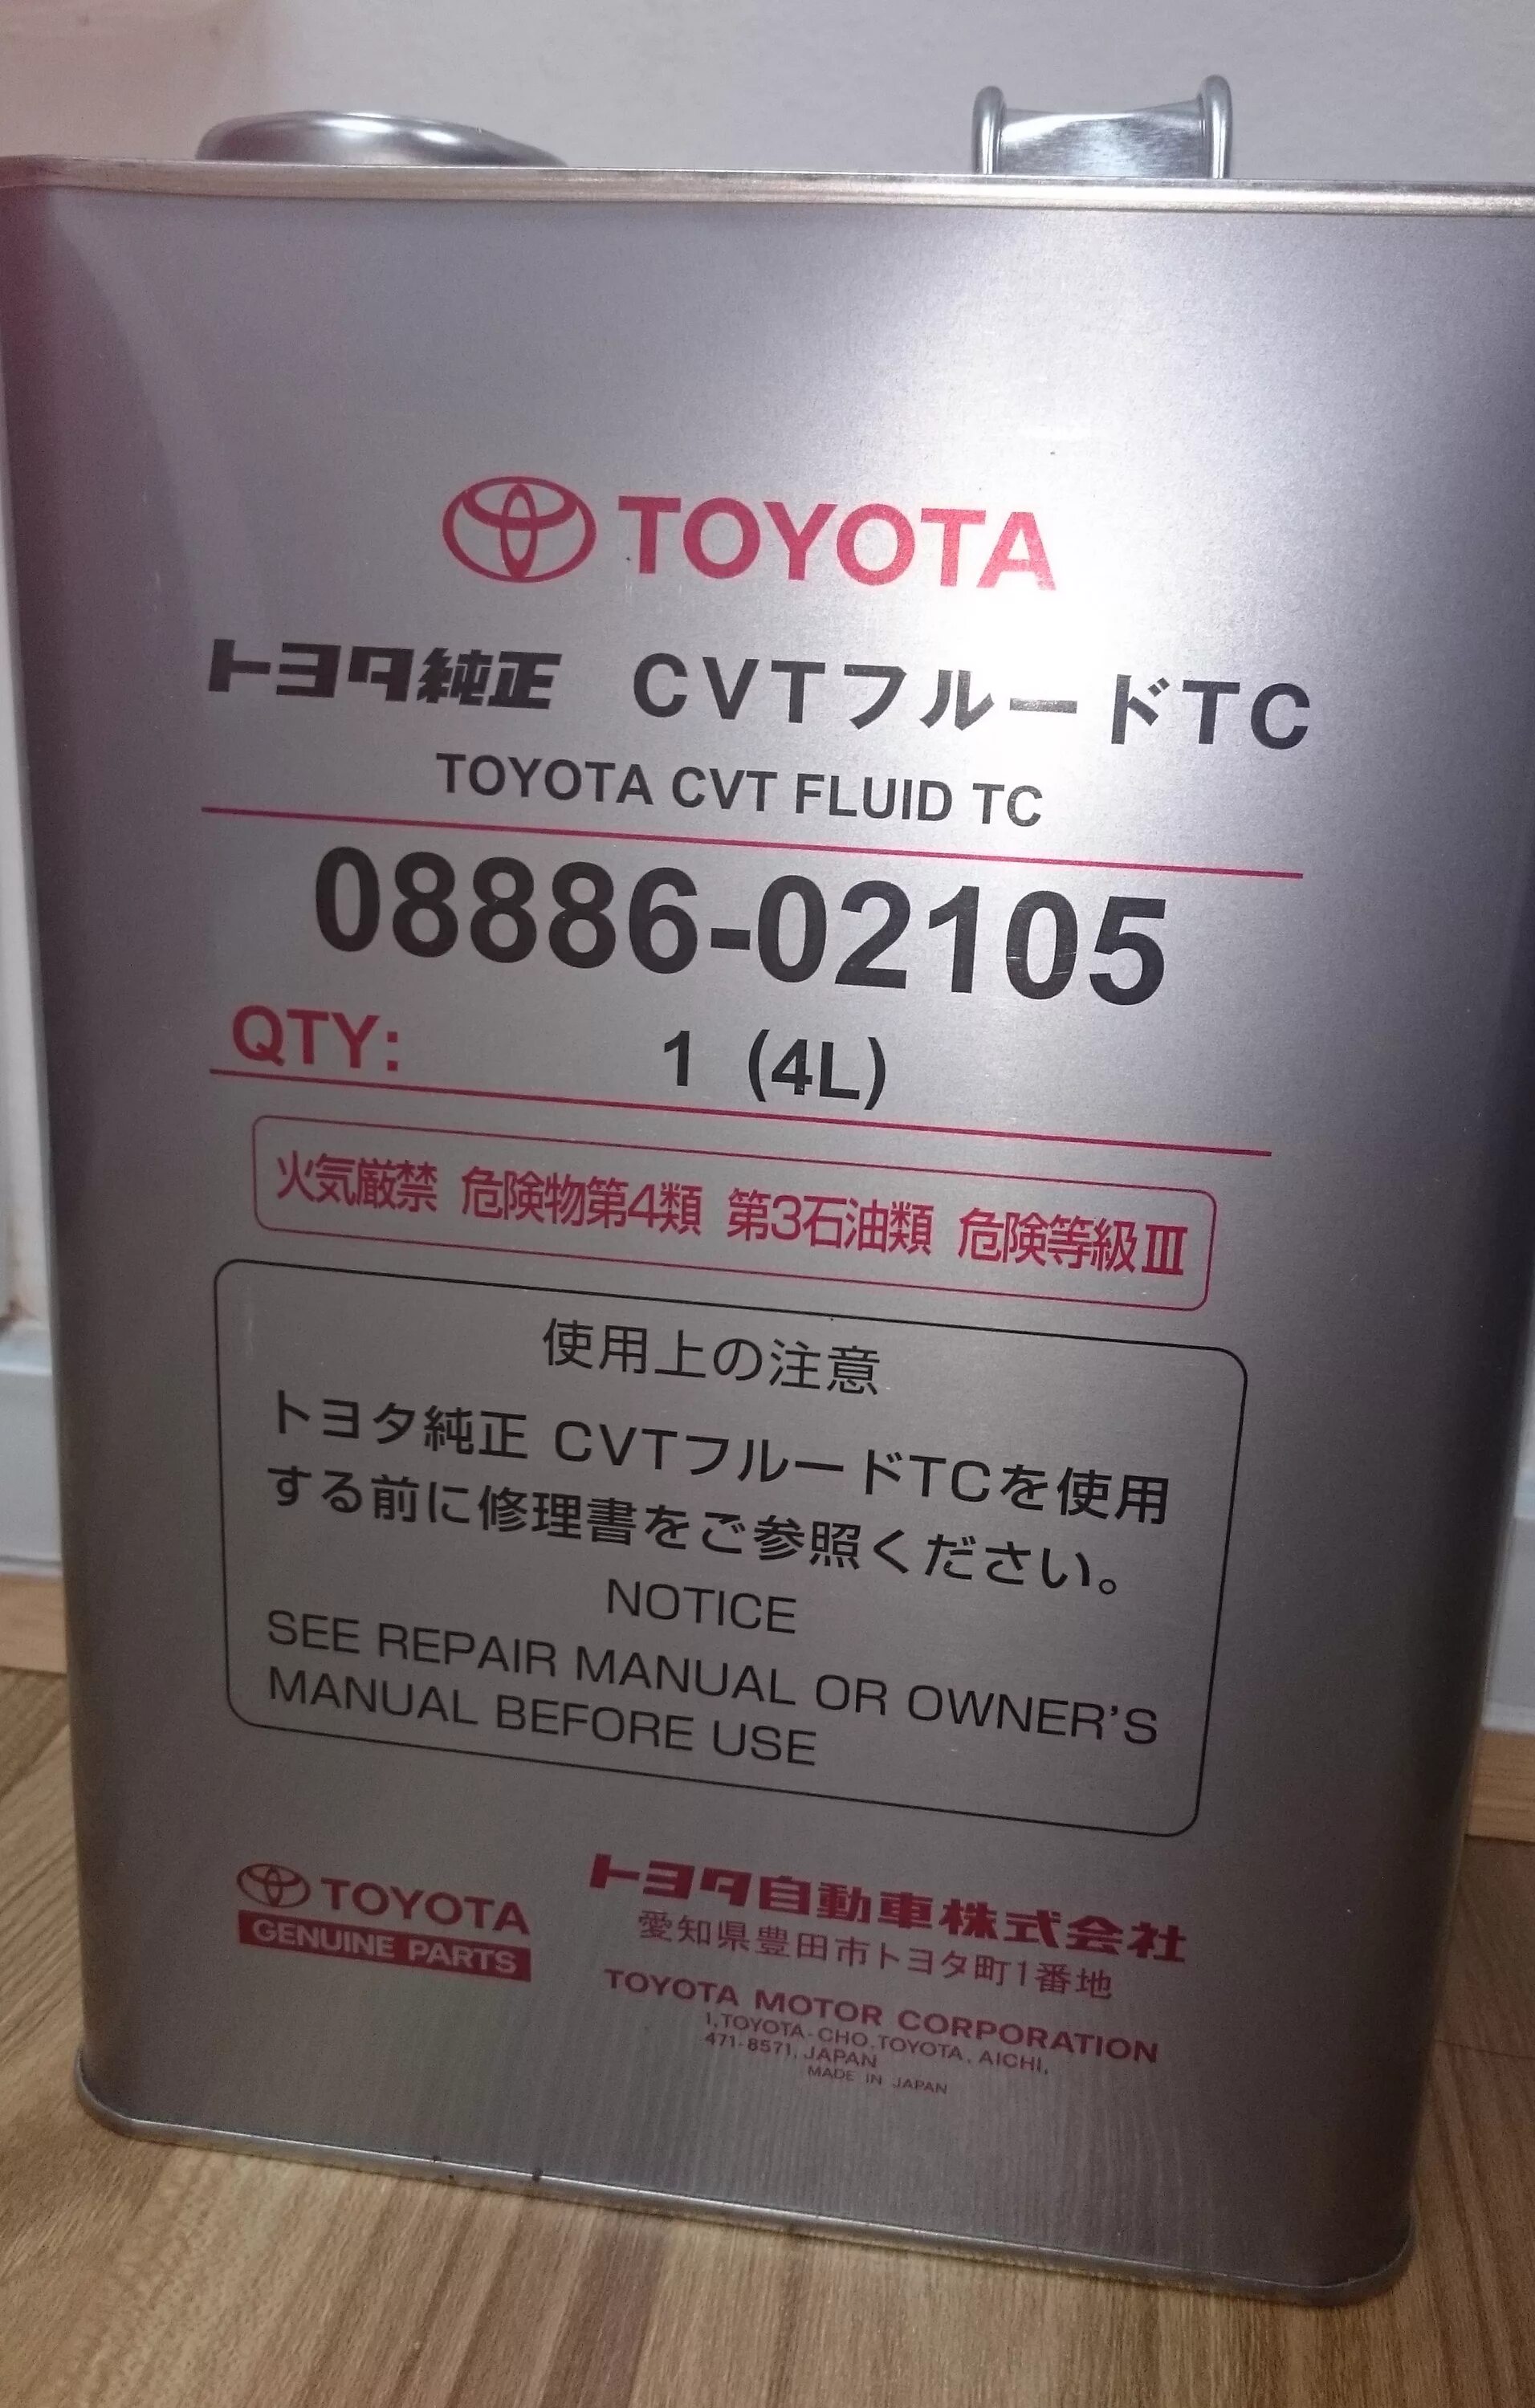 TOYOTA
トヨタ純正 CVTフルードTC
TOYOTA CVT FLUID TC
08886-02105
QTY: 1 (4L)
火気厳禁 危険物第4類 第3石油類 危険等級Ⅲ
使用上の注意
トヨタ純正 CVTフルードTCを使用
する前に修理書をご参照ください。
NOTICE
SEE REPAIR MANUAL OR OWNER'S
MANUAL BEFORE USE
TOYOTA
GENUINE PARTS
トヨタ自動車株式会社
愛知県豊田市トヨタ町1番地
TOYOTA MOTOR CORPORATION
1,TOYOTA-CHO,TOYOTA, AICHI,
471-8571, JAPAN
MADE IN JAPAN